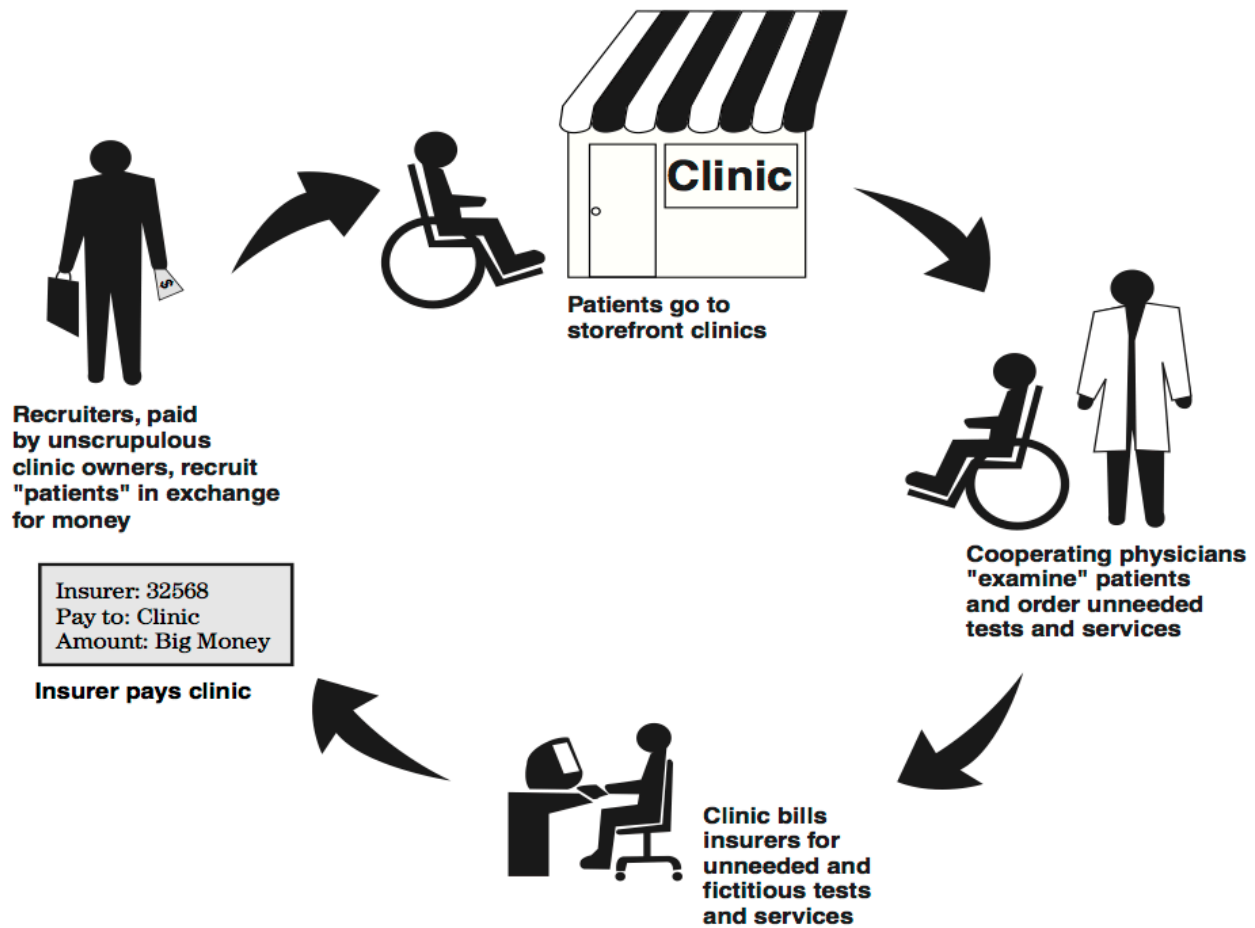 Clinic
Patients go to
storefront clinics
Recruiters, paid
by unscrupulous
clinic owners, recruit
"patients" in exchange
for money
$
Cooperating physicians
"examine" patients
and order unneeded
tests and services
Clinic bills
insurers for
unneeded and
fictitious tests
and services
Insurer: 32568
Pay to: Clinic
Amount: Big Money
Insurer pays clinic